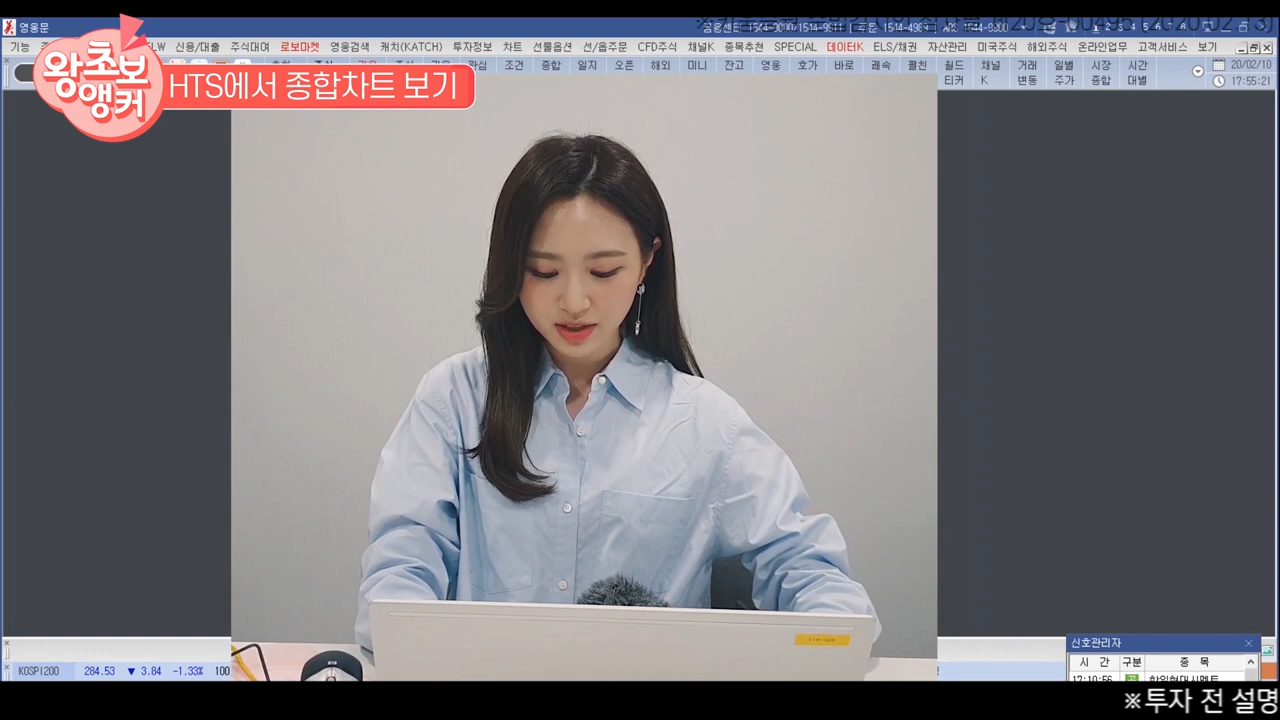 영웅문
기능
신용/대출 주식대여 로보마켓 영웅검색 캐치(KATCH) 투자정보 차트 선물옵션 선/옵주문 CFD주식 채널K 종목추천 SPECIAL 데이터K ELS/채권 자산관리 미국주식 해외주식 온라인업무 고객서비스 보기
왕초보
앵커
HTS에서 종합차트 보기
조건 종합 일지 오픈 해외 미니 잔고 영웅 호가 바로 쾌속 펼친 월드 채널 거래 일별 시장 시간
티커 K 변동 주가 종합 대별
20/02/10
17:55:21
신호관리자
시 간 구분 종 목
KOSPI200 284.53 ▼ 3.84 -1.33% 100
17:10:56
※투자 전 설명